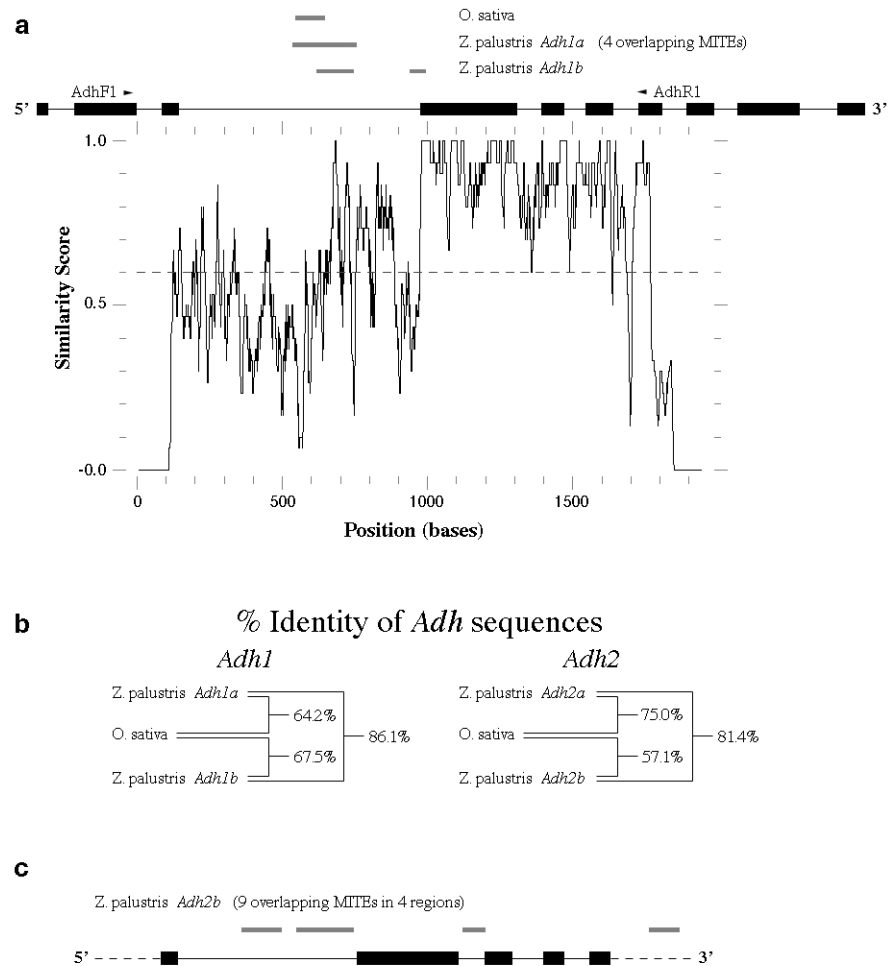 a
O. sativa
Z. palustris Adh1a (4 overlapping MITEs)
Z. palustris Adh1b
AdhF1
AdhR1
5’
3’
1.0
0.5
-0.0
Similarity Score
0
500
1000
1500
Position (bases)
b
% Identity of Adh sequences
Adh1
Adh2
Z. palustris Adh1a
64.2%
O. sativa
86.1%
67.5%
Z. palustris Adh1b
Z. palustris Adh2a
75.0%
O. sativa
81.4%
57.1%
Z. palustris Adh2b
c
Z. palustris Adh2b (9 overlapping MITEs in 4 regions)
5’
3’